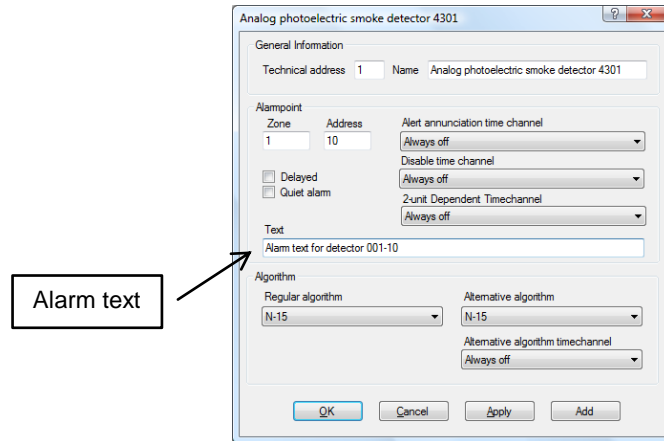 Analog photoelectric smoke detector 4301
General Information
Technical address 1 Name Analog photoelectric smoke detector 4301
Alarmpoint
Zone Address Alert annunciation time channel
1 10 Always off
Disable time channel
Delayed Always off
Quiet alarm
2-unit Dependent Timechannel
Always off
Text
Alarm text for detector 001-10
Alarm text
Algorithm
Regular algorithm Alternative algorithm
N-15 N-15
Alternative algorithm timechannel
Always off
OK Cancel Apply Add